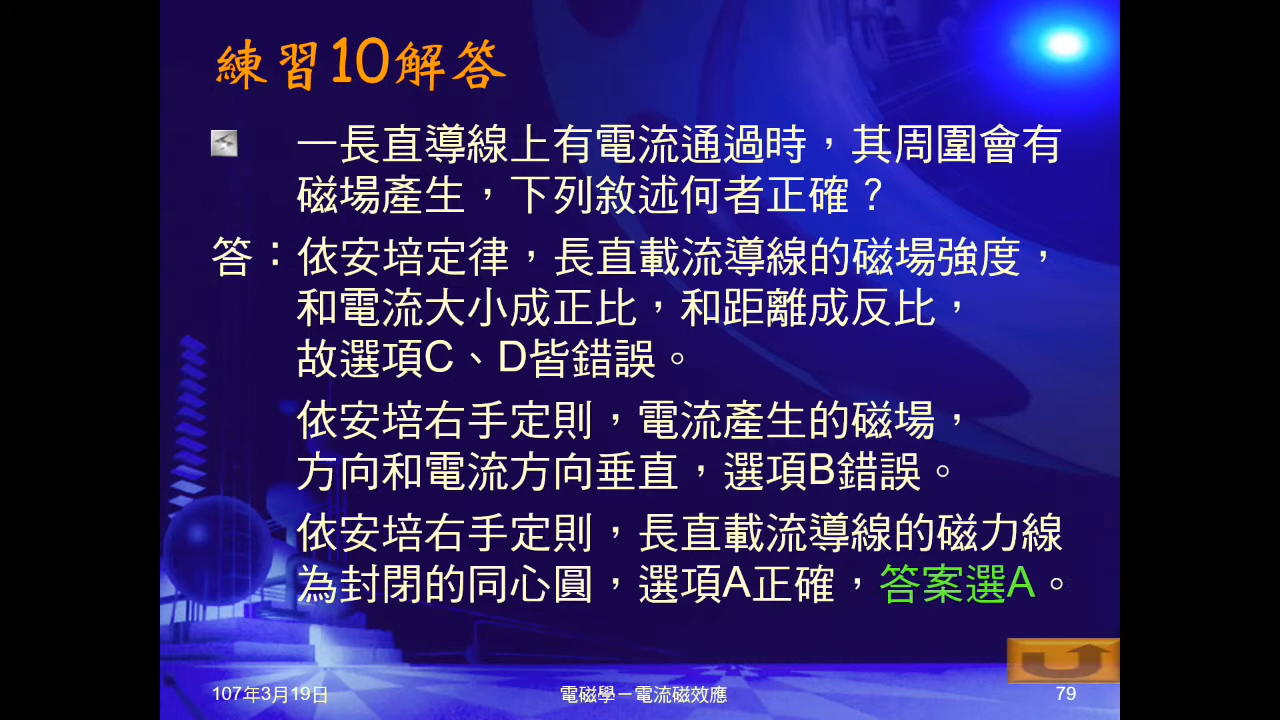 練習10解答
一長直導線上有電流通過時，其周圍會有
磁場產生，下列敘述何者正確？
答：依安培定律，長直載流導線的磁場強度，
和電流大小成正比，和距離成反比，
故選項C、D皆錯誤。
依安培右手定則，電流產生的磁場，
方向和電流方向垂直，選項B錯誤。
依安培右手定則，長直載流導線的磁力線
為封閉的同心圓，選項A正確，答案選A。
107年3月19日
電磁學－電流磁效應
79